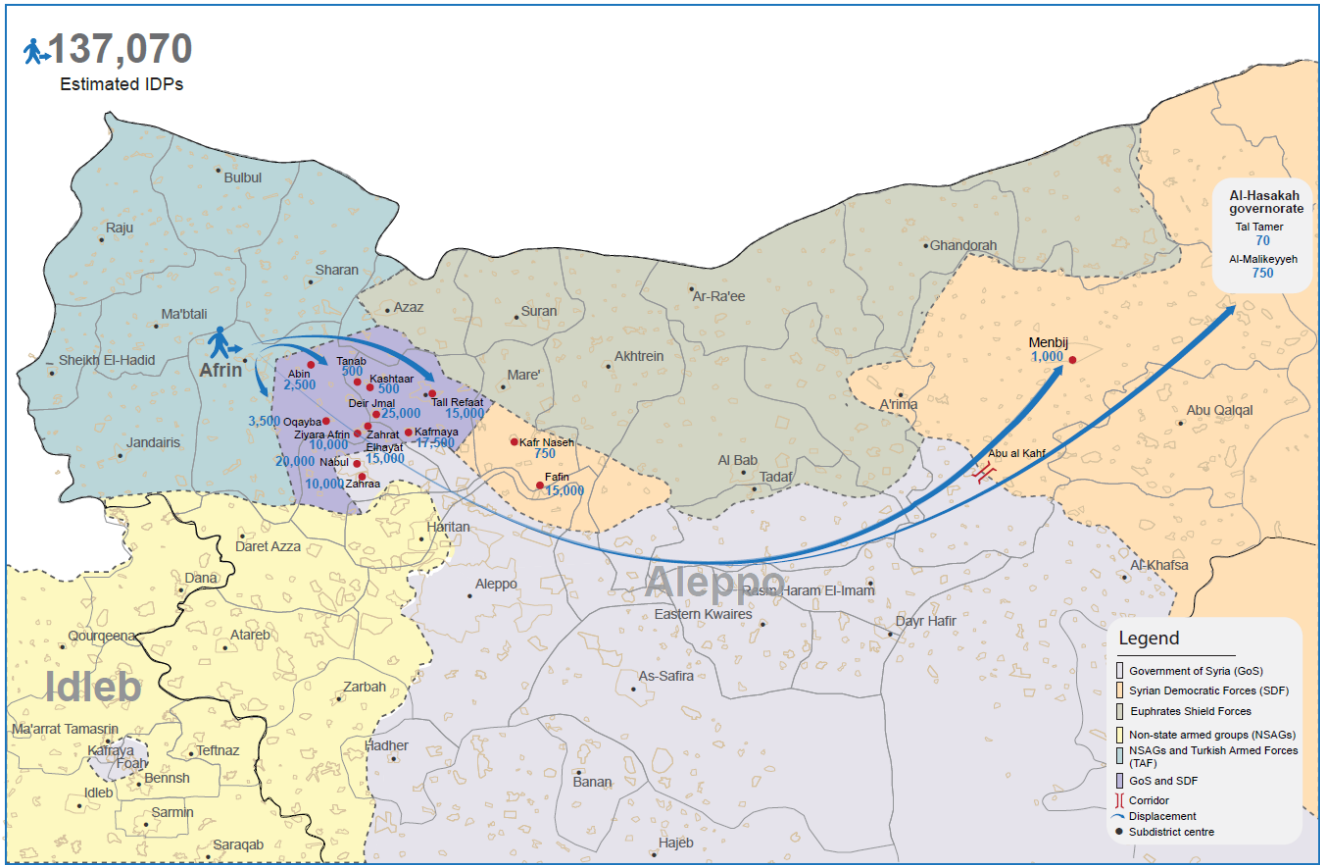 137,070
Estimated IDPs
Bulbul
Raju
Sharan
Ma'btali
Sheikh El-Hadid
Afrin
Jandairis
Azaz
Suran
Ar-Ra'ee
Ghandorah
Akhtrein
Mare'
Al-Hasakah
governorate
Tal Tamer
70
Al-Malikeyyeh
750
Menbij
1,000
A'rima
Abu Qalqal
Abu al Kahf
Al Bab
Tadaf
Abin
2,500
Tanab
500
Kashtaar
500
Deir Jmal
25,000
Tall Refaat
15,000
3,500 Oqayba
Ziyara Afrin
10,000
Zahrat
Elhayat
15,000
Kafrnaya
17,500
20,000 Nabul
10,000 Zahraa
Kafr Naseh
750
Fafin
15,000
Haritan
Daret Azza
Dana
Aleppo
Aleppo
Rasm Haram El-Imam
Al-Khafsa
Eastern Kwaires
Dayr Hafir
Qourqeena
Atareb
Idleb
Zarbah
As-Safira
Ma'arrat Tamasrin
Kafraya
Foah
Teftnaz
Bennsh
Hadher
Idleb
Banan
Sarmin
Saraqab
Hajeb
Legend
Government of Syria (GoS)
Syrian Democratic Forces (SDF)
Euphrates Shield Forces
Non-state armed groups (NSAGs)
NSAGs and Turkish Armed Forces
(TAF)
GoS and SDF
Corridor
Displacement
Subdistrict centre